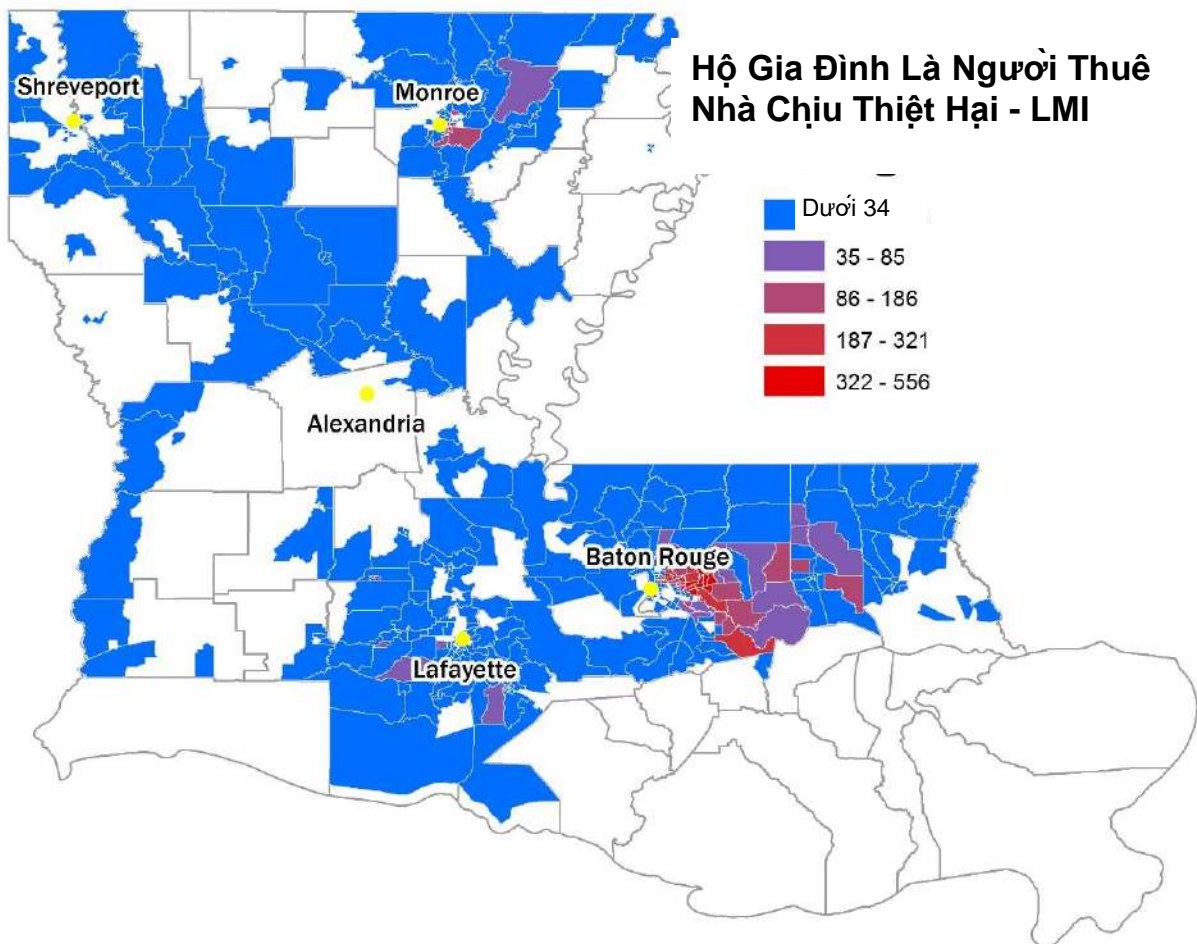 Hộ Gia Đình Là Người Thuê
Nhà Chịu Thiệt Hại - LMI
Shreveport
Monroe
Dưới 34
35 - 85
86 - 186
187 - 321
322 - 556
Alexandria
Baton Rouge
Lafayette